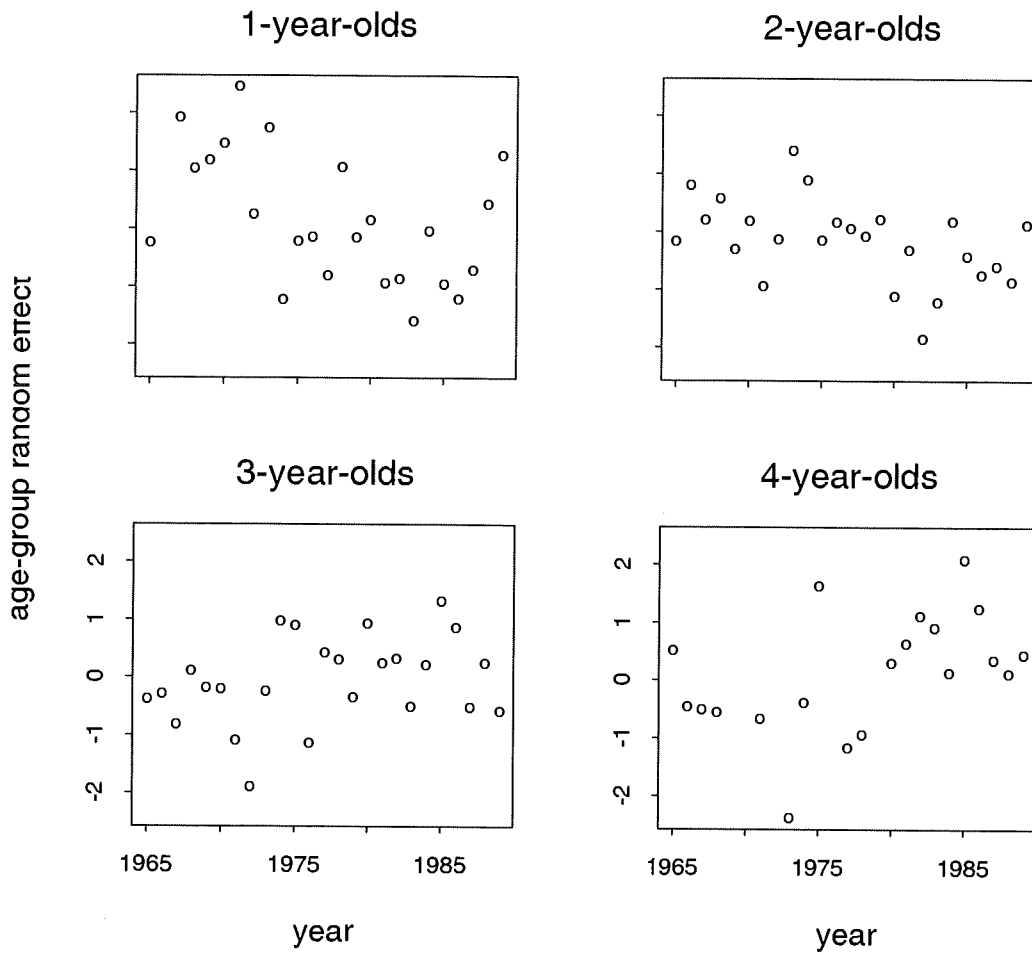 1-year-olds
2-year-olds
age-group random effect
3-year-olds
4-year-olds
2
1
0
-1
-2
2
1
0
-1
-2
1965 1975 1985
1965 1975 1985
year
year